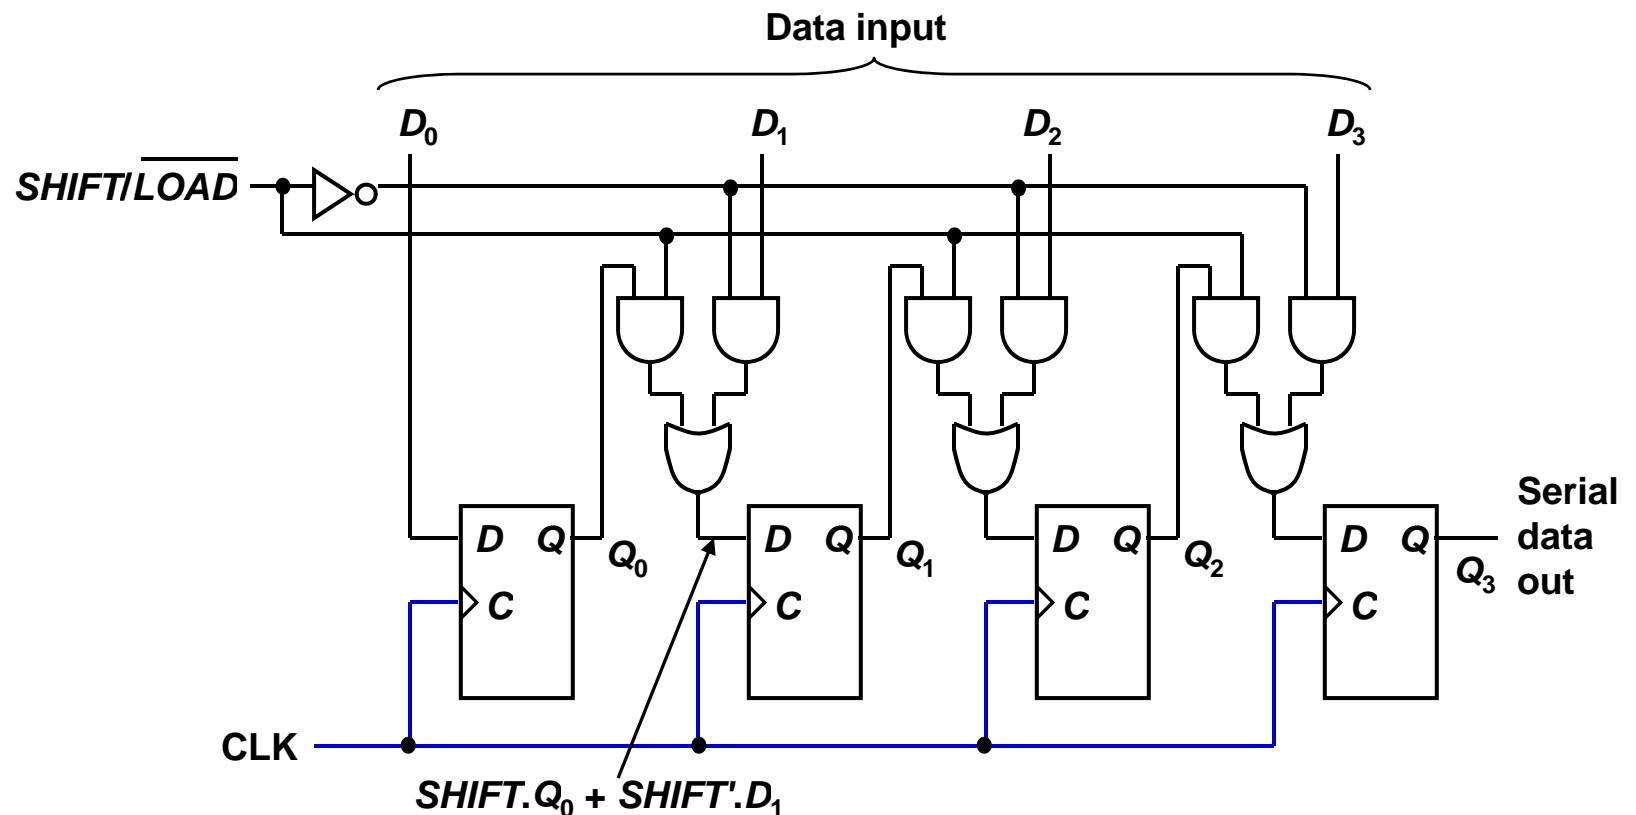 Data input
D₀ D₁ D₂ D₃
SHIFT/L̅O̅A̅D̅
D Q Q₀ D Q Q₁ D Q Q₂ D Q Q₃
C C C C
Serial
data
out
CLK
SHIFT.Q₀ + SHIFT'.D₁